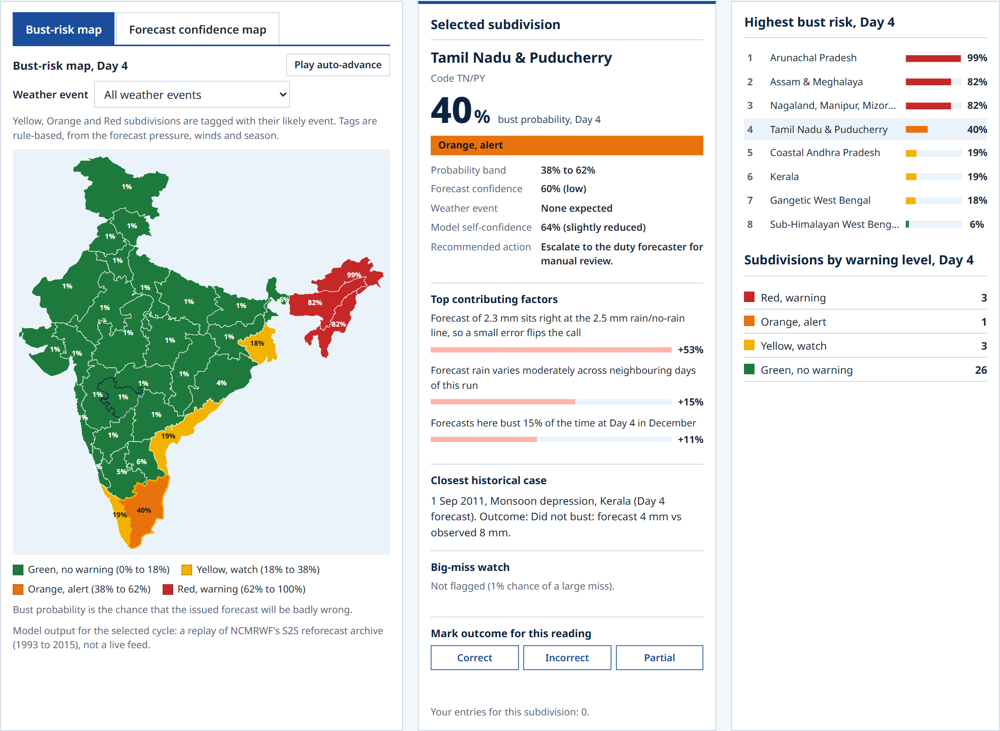 Bust-risk map
Forecast confidence map
Bust-risk map, Day 4
Play auto-advance
Weather event
All weather events
Yellow, Orange and Red subdivisions are tagged with their likely event. Tags are
rule-based, from the forecast pressure, winds and season.
1%
1%
1%
1%
99%
1%
1%
6%
82%
1%
1%
1%
82%
1%
1%
1%
18%
1%
1%
1%
4%
1%
1%
1%
1%
1%
1%
19%
6%
5%
40%
19%
Green, no warning (0% to 18%)
Yellow, watch (18% to 38%)
Orange, alert (38% to 62%)
Red, warning (62% to 100%)
Bust probability is the chance that the issued forecast will be badly wrong.
Model output for the selected cycle: a replay of NCMRWF's S2S reforecast archive
(1993 to 2015), not a live feed.
Selected subdivision
Tamil Nadu & Puducherry
Code TN/PY
40% bust probability, Day 4
Orange, alert
Probability band 38% to 62%
Forecast confidence 60% (low)
Weather event None expected
Model self-confidence 64% (slightly reduced)
Recommended action Escalate to the duty forecaster for
manual review.
Top contributing factors
Forecast of 2.3 mm sits right at the 2.5 mm rain/no-rain
line, so a small error flips the call
+53%
Forecast rain varies moderately across neighbouring days
of this run
+15%
Forecasts here bust 15% of the time at Day 4 in December
+11%
Closest historical case
1 Sep 2011, Monsoon depression, Kerala (Day 4
forecast). Outcome: Did not bust: forecast 4 mm vs
observed 8 mm.
Big-miss watch
Not flagged (1% chance of a large miss).
Mark outcome for this reading
Correct
Incorrect
Partial
Your entries for this subdivision: 0.
Highest bust risk, Day 4
1 Arunachal Pradesh 99%
2 Assam & Meghalaya 82%
3 Nagaland, Manipur, Mizor... 82%
4 Tamil Nadu & Puducherry 40%
5 Coastal Andhra Pradesh 19%
6 Kerala 19%
7 Gangetic West Bengal 18%
8 Sub-Himalayan West Beng... 6%
Subdivisions by warning level, Day 4
Red, warning 3
Orange, alert 1
Yellow, watch 3
Green, no warning 26